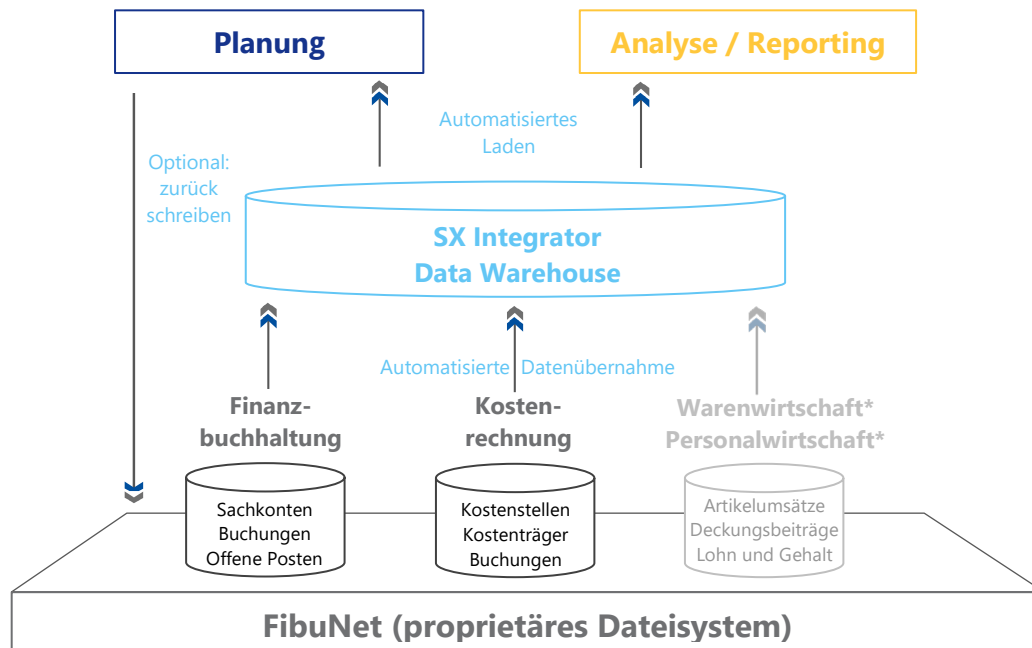 Planung
Analyse / Reporting
Automatisiertes
Laden
Optional:
zurück
schreiben
SX Integrator
Data Warehouse
Automatisierte Datenübernahme
Finanz-
buchhaltung
Kosten-
rechnung
Warenwirtschaft*
Personalwirtschaft*
Sachkonten
Buchungen
Offene Posten
Kostenstellen
Kostenträger
Buchungen
Artikelumsätze
Deckungsbeiträge
Lohn und Gehalt
FibuNet (proprietäres Dateisystem)